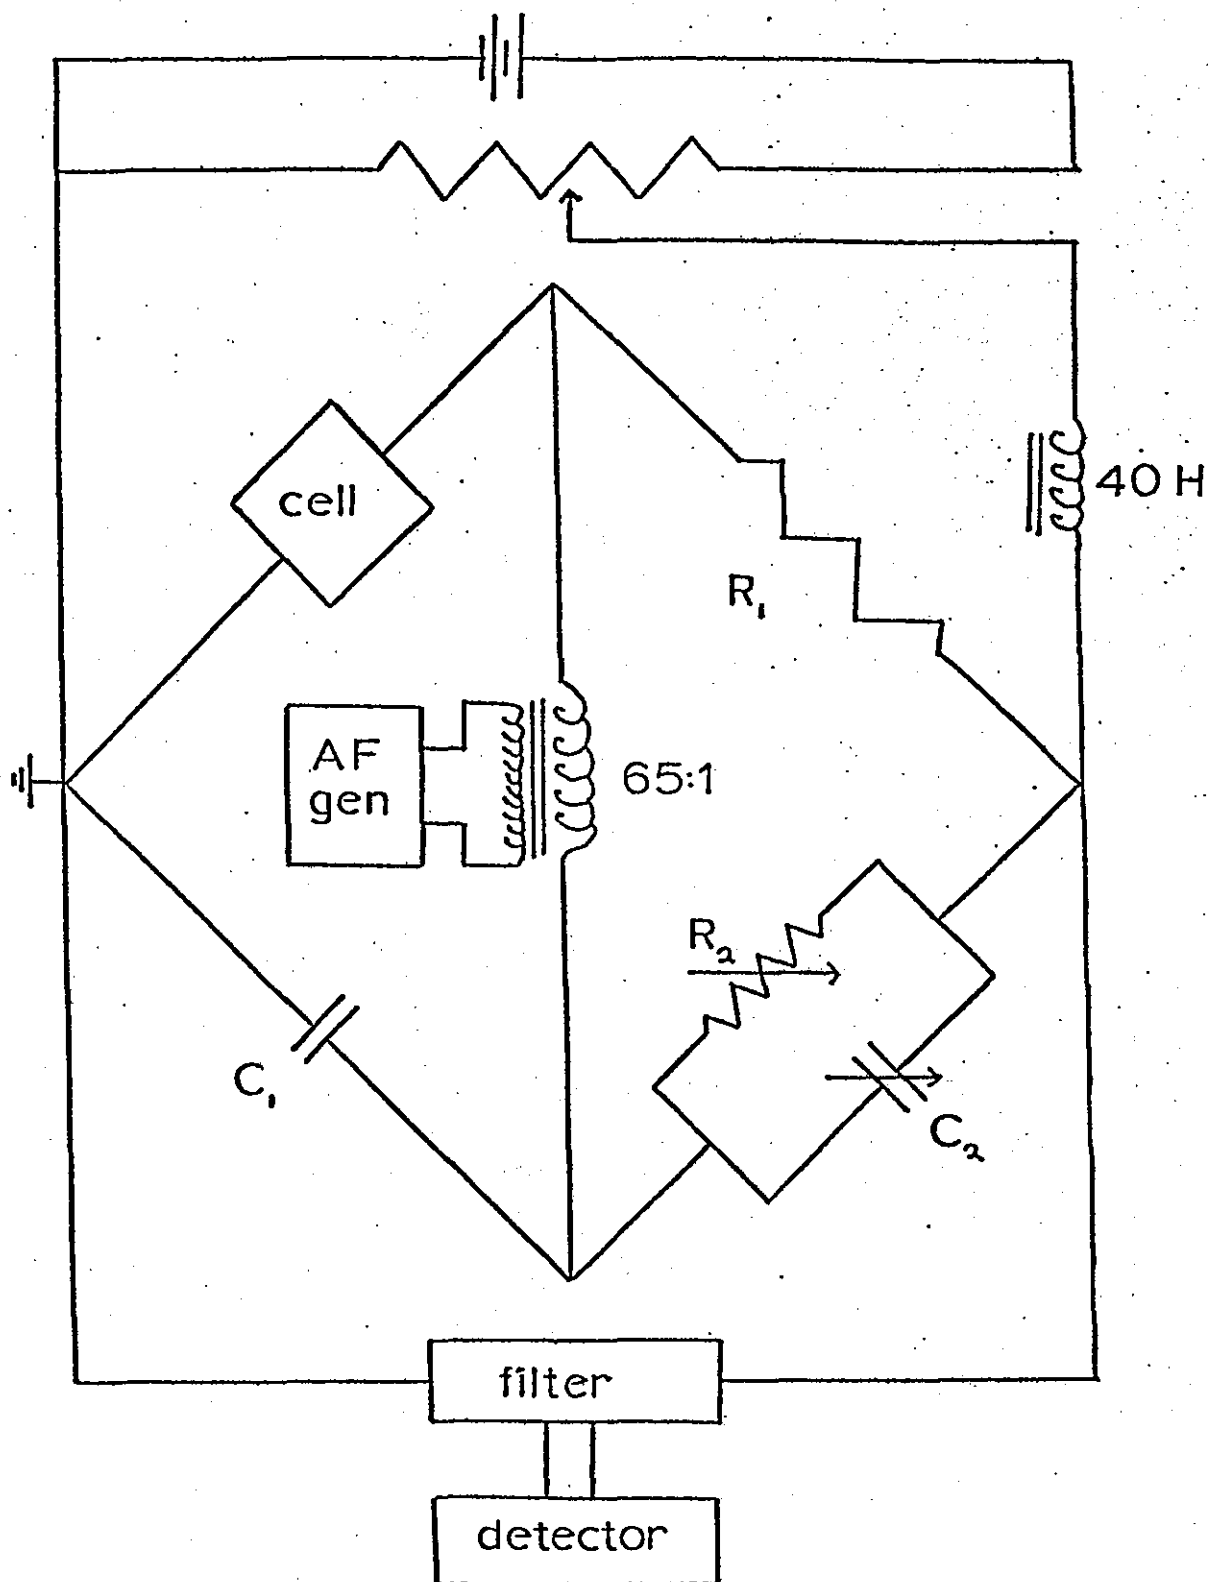 40 H
cell
R₁
AF
gen
65:1
R₂
C₁
C₂
filter
detector